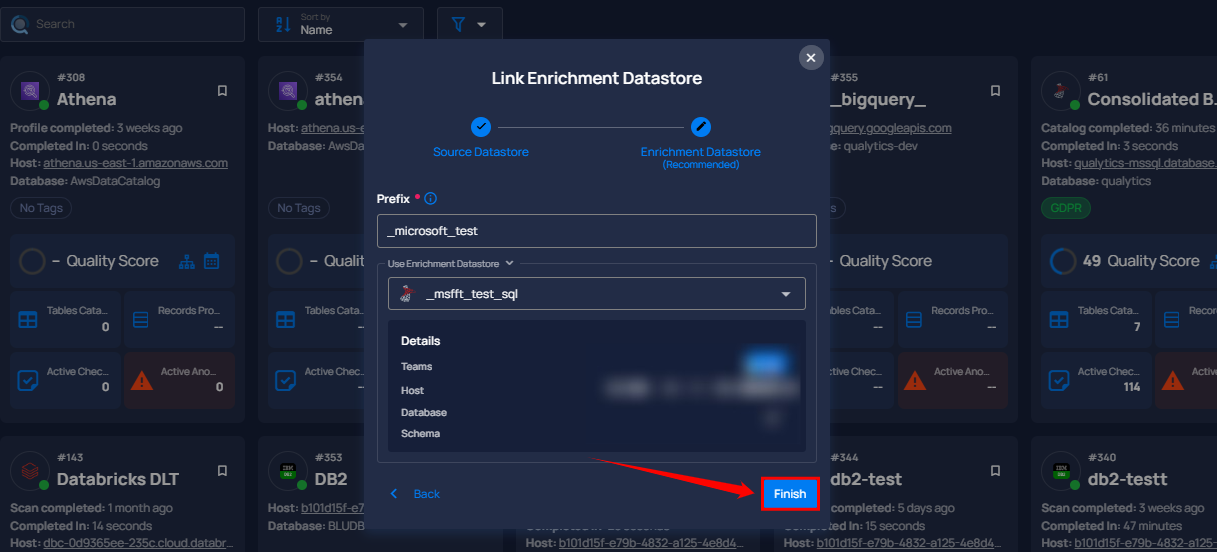 Search
Sort by
Name
#308
Athena
Profile completed: 3 weeks ago
Completed In: 0 seconds
Host: athena.us-east-1.amazonaws.com
Database: AwsDataCatalog
No Tags
– Quality Score
Tables Cata...
0
Records Pro...
--
Active Chec...
0
Active Ano...
0
#354
athen
Host: athena.us-e
Database: AwsDa
No Tags
– Qualit
Tables Cata
Active Chec
Link Enrichment Datastore
Source Datastore
Enrichment Datastore
(Recommended)
Prefix •
_microsoft_test
Use Enrichment Datastore
_msfft_test_sql
Details
Teams
Host
Database
Schema
Back
Finish
#355
_bigquery_
query.googleapis.com
: qualytics-dev
s
Quality Score
bles Cata...
--
Records Pro...
--
ctive Chec...
--
Active Ano...
--
#61
Consolidated B...
Catalog completed: 36 minutes
Completed In: 3 seconds
Host: qualytics-mssql.database.
Database: qualytics
GDPR
49 Quality Score
Tables Cata...
7
Record
Active Chec...
114
Active
#143
Databricks DLT
Scan completed: 1 month ago
Completed In: 14 seconds
Host: dbc-0d9365ee-235c.cloud.databr...
#353
DB2
Host: b101d15f-e
Database: BLUDB
Host: b101d15f-e79b-4832-a125-4e8d4...
#344
db2-test
completed: 5 days ago
Completed In: 15 seconds
Host: b101d15f-e79b-4832-a125-4e8d4...
#340
db2-testt
Scan completed: 3 weeks ago
Completed In: 47 minutes
Host: b101d15f-e79b-4832-a125-4e8d4...